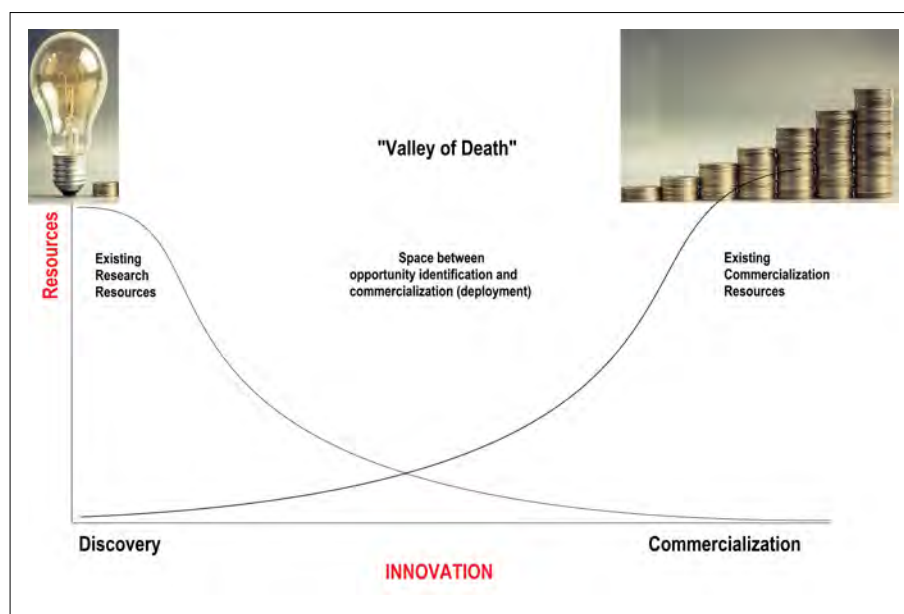 "Valley of Death"
Resources
Existing
Research
Resources
Space between
opportunity identification and
commercialization (deployment)
Existing
Commercialization
Resources
Discovery
Commercialization
INNOVATION